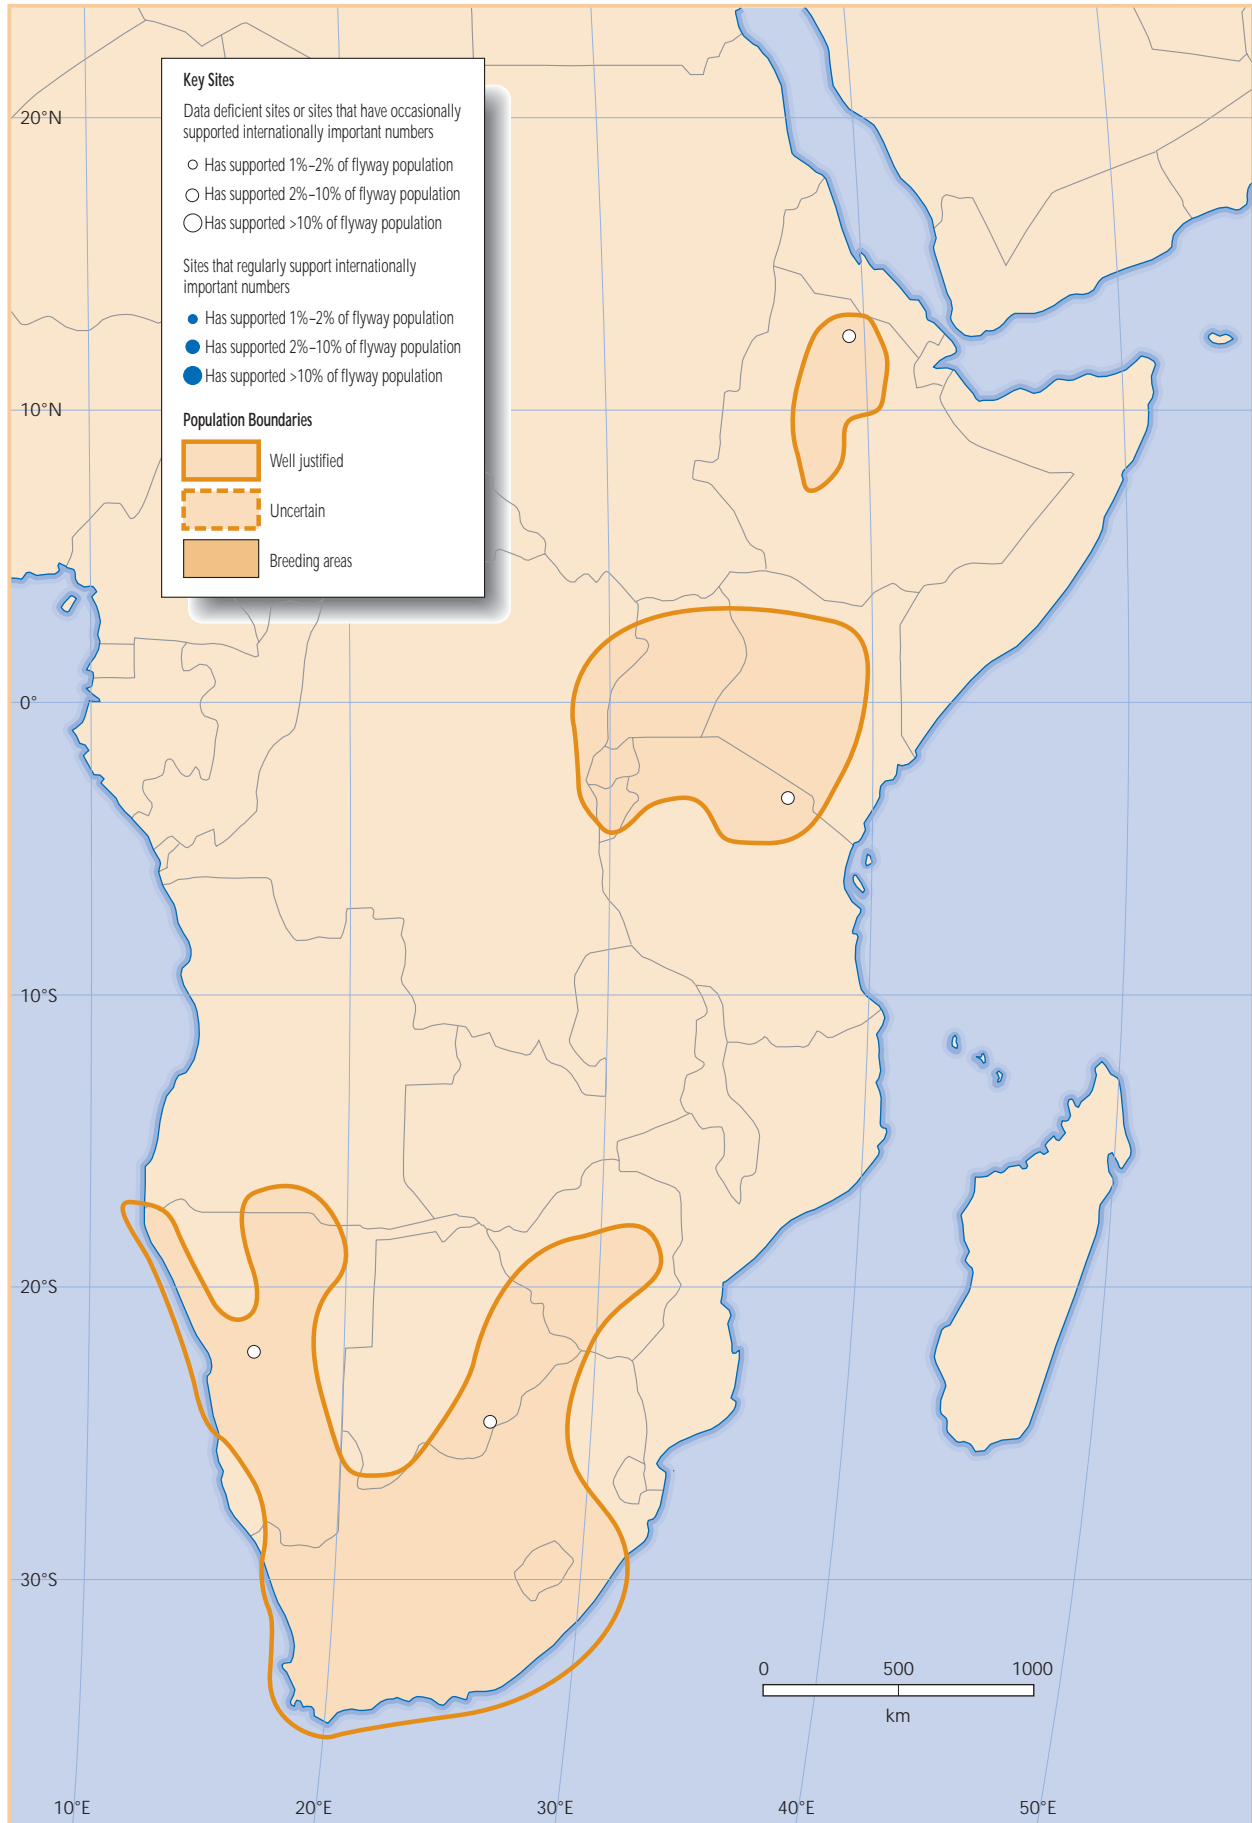 Key Sites
Data deficient sites or sites that have occasionally
supported internationally important numbers
Has supported 1%–2% of flyway population
Has supported 2%–10% of flyway population
Has supported >10% of flyway population
Sites that regularly support internationally
important numbers
Has supported 1%–2% of flyway population
Has supported 2%–10% of flyway population
Has supported >10% of flyway population
Population Boundaries
Well justified
Uncertain
Breeding areas
20°N
10°N
0°
10°S
20°S
30°S
0 500 1000
km
10°E 20°E 30°E 40°E 50°E